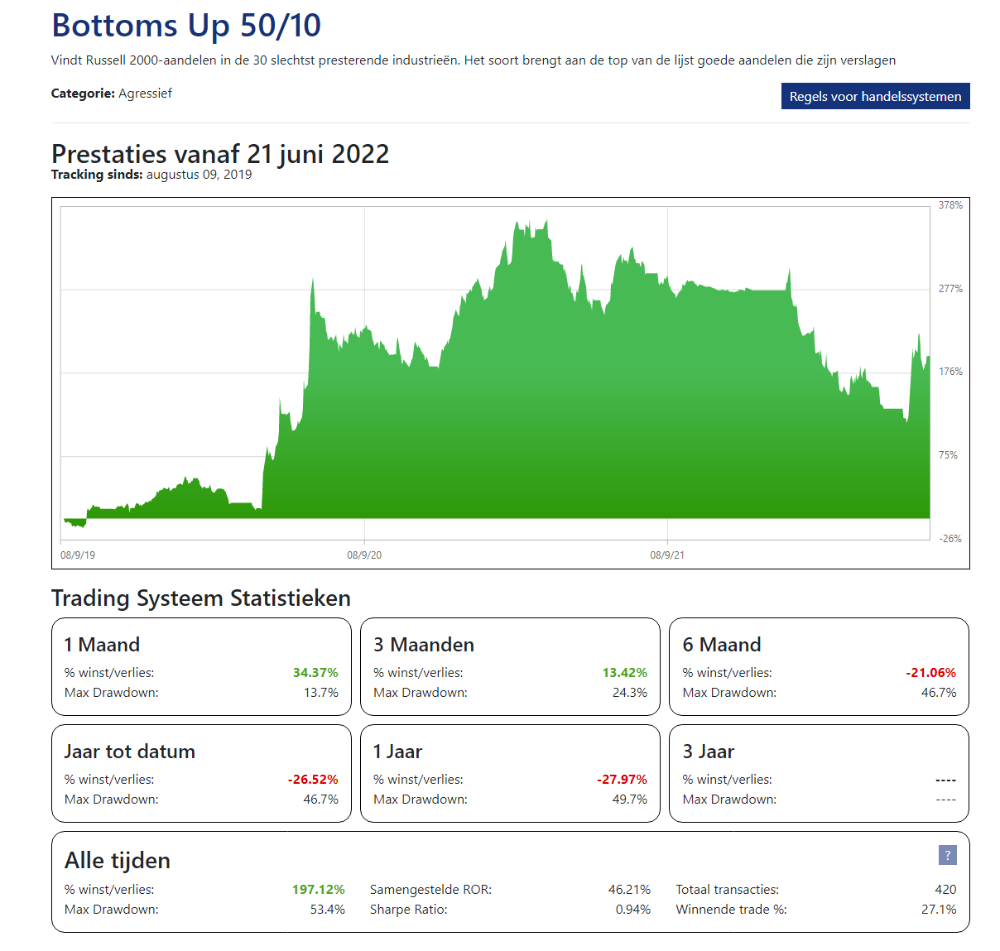 Bottoms Up 50/10
Vindt Russell 2000-aandelen in de 30 slechtst presterende industrieën. Het soort brengt aan de top van de lijst goede aandelen die zijn verslagen
Categorie: Agressief
Regels voor handelssystemen
Prestaties vanaf 21 juni 2022
Tracking sinds: augustus 09, 2019
378%
277%
176%
75%
-26%
08/9/19 08/9/20 08/9/21
Trading Systeem Statistieken
1 Maand
% winst/verlies: 34.37%
Max Drawdown: 13.7%
3 Maanden
% winst/verlies: 13.42%
Max Drawdown: 24.3%
6 Maand
% winst/verlies: -21.06%
Max Drawdown: 46.7%
Jaar tot datum
% winst/verlies: -26.52%
Max Drawdown: 46.7%
1 Jaar
% winst/verlies: -27.97%
Max Drawdown: 49.7%
3 Jaar
% winst/verlies: ----
Max Drawdown: ----
Alle tijden ?
% winst/verlies: 197.12% Samengestelde ROR: 46.21% Totaal transacties: 420
Max Drawdown: 53.4% Sharpe Ratio: 0.94% Winnende trade %: 27.1%